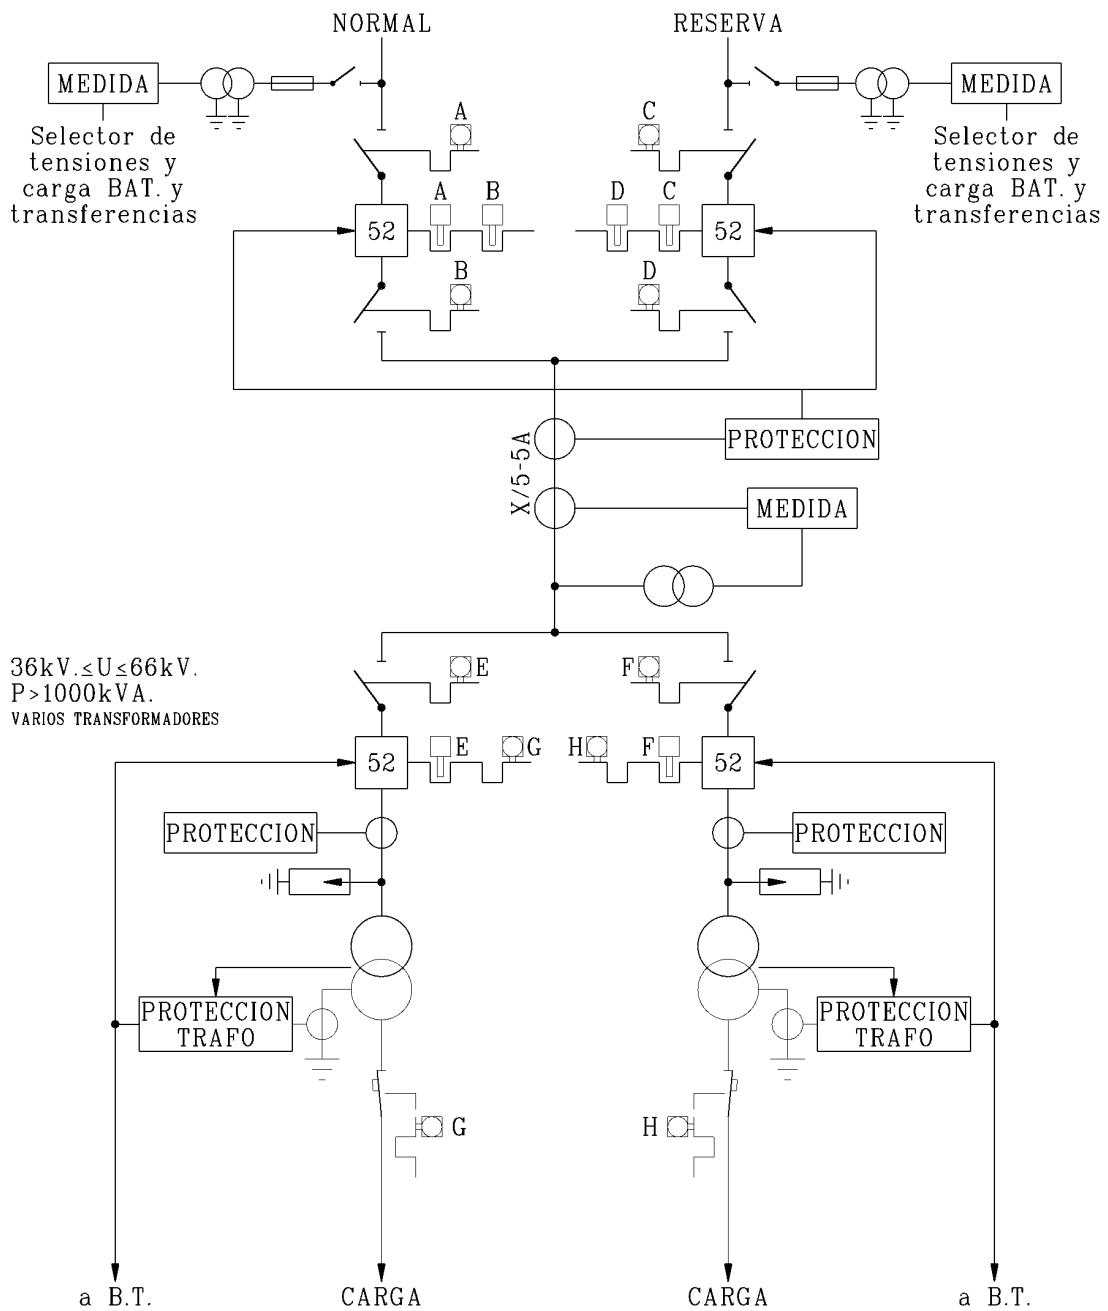 NORMAL
RESERVA
MEDIDA
MEDIDA
Selector de
tensiones y
carga BAT. y
transferencias
Selector de
tensiones y
carga BAT. y
transferencias
A
C
A
B
D
C
52
52
B
D
X/5-5A
PROTECCION
MEDIDA
36kV.≤U≤66kV.
P>1000kVA.
VARIOS TRANSFORMADORES
E
F
52
E
G
H
F
52
PROTECCION
PROTECCION
PROTECCION
TRAFO
PROTECCION
TRAFO
G
H
a B.T.
CARGA
CARGA
a B.T.